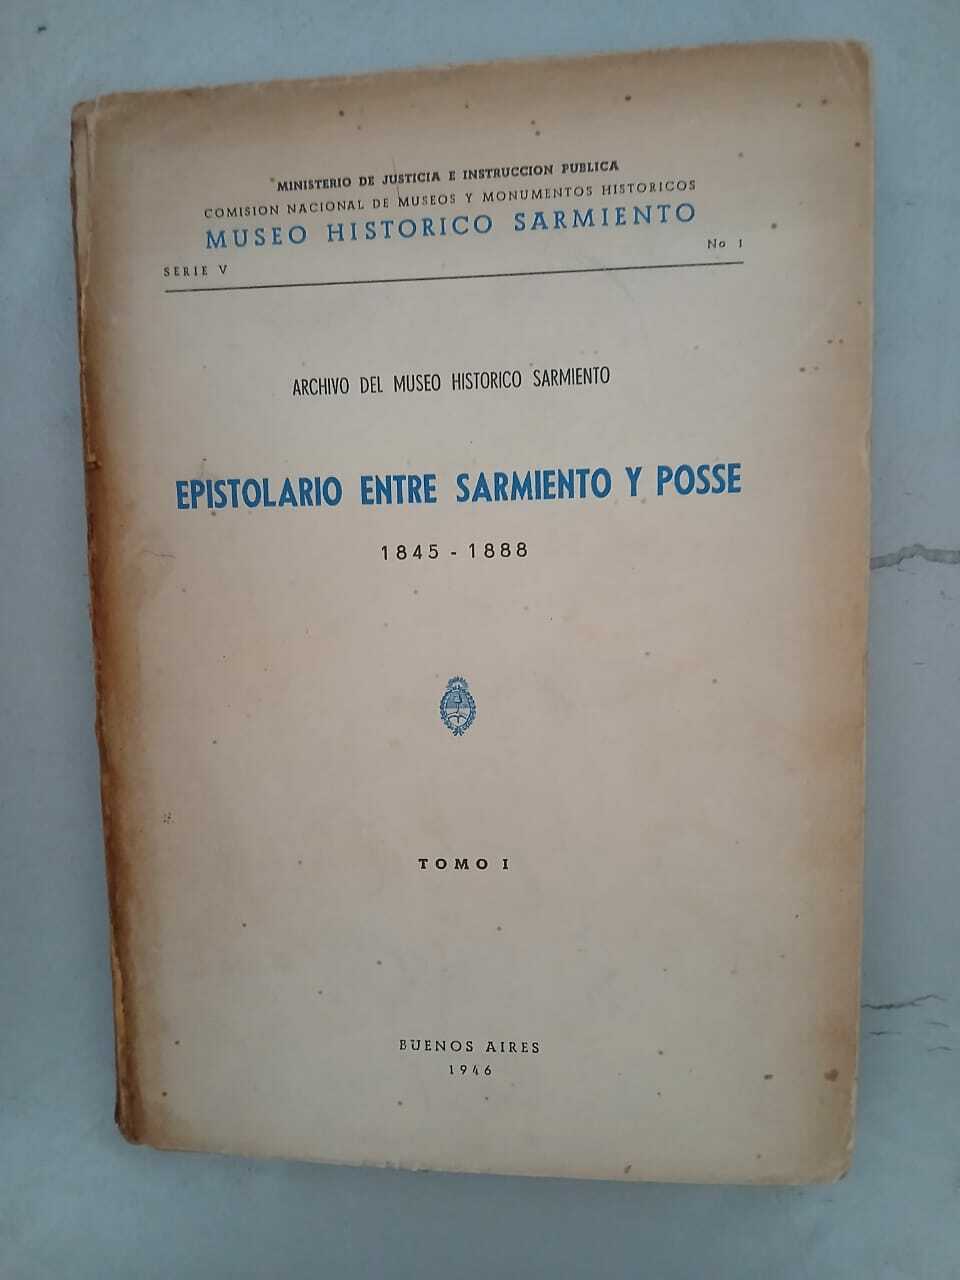 MINISTERIO DE JUSTICIA E INSTRUCCION PUBLICA
COMISION NACIONAL DE MUSEOS Y MONUMENTOS HISTORICOS
MUSEO HISTORICO SARMIENTO
SERIE V No 1
ARCHIVO DEL MUSEO HISTORICO SARMIENTO
EPISTOLARIO ENTRE SARMIENTO Y POSSE
1845 - 1888
TOMO I
BUENOS AIRES
1946